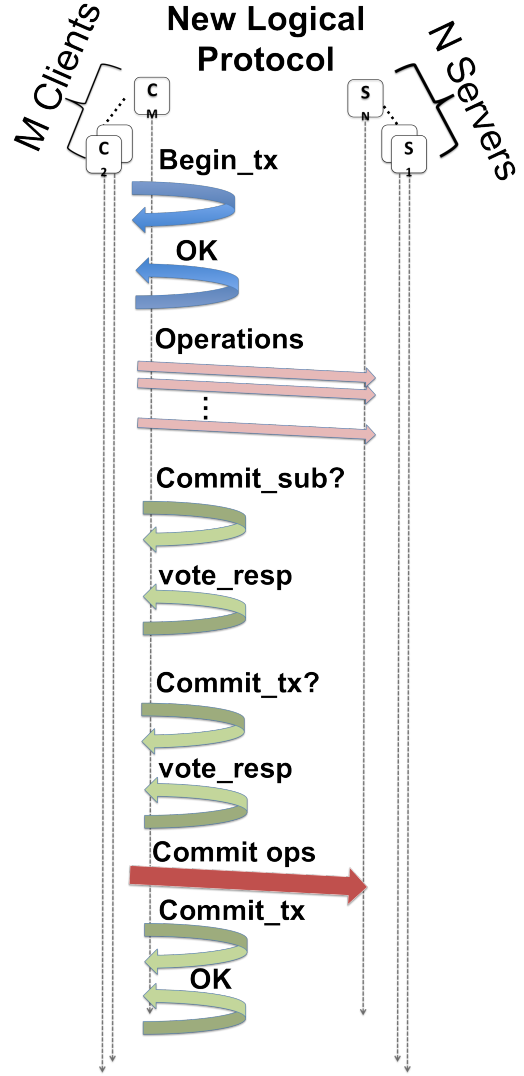 New Logical
Protocol
M Clients
N Servers
C
M
S
N
C
2
S
1
Begin_tx
OK
Operations
Commit_sub?
vote_resp
Commit_tx?
vote_resp
Commit ops
Commit_tx
OK